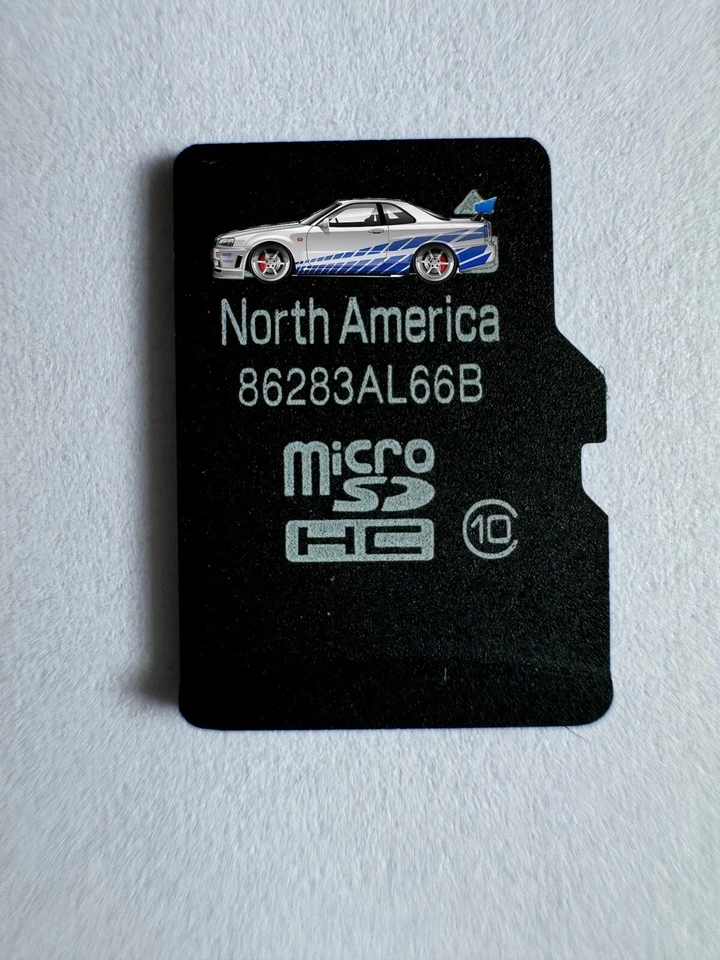 North America
86283AL66B
micro
SD
HC
10